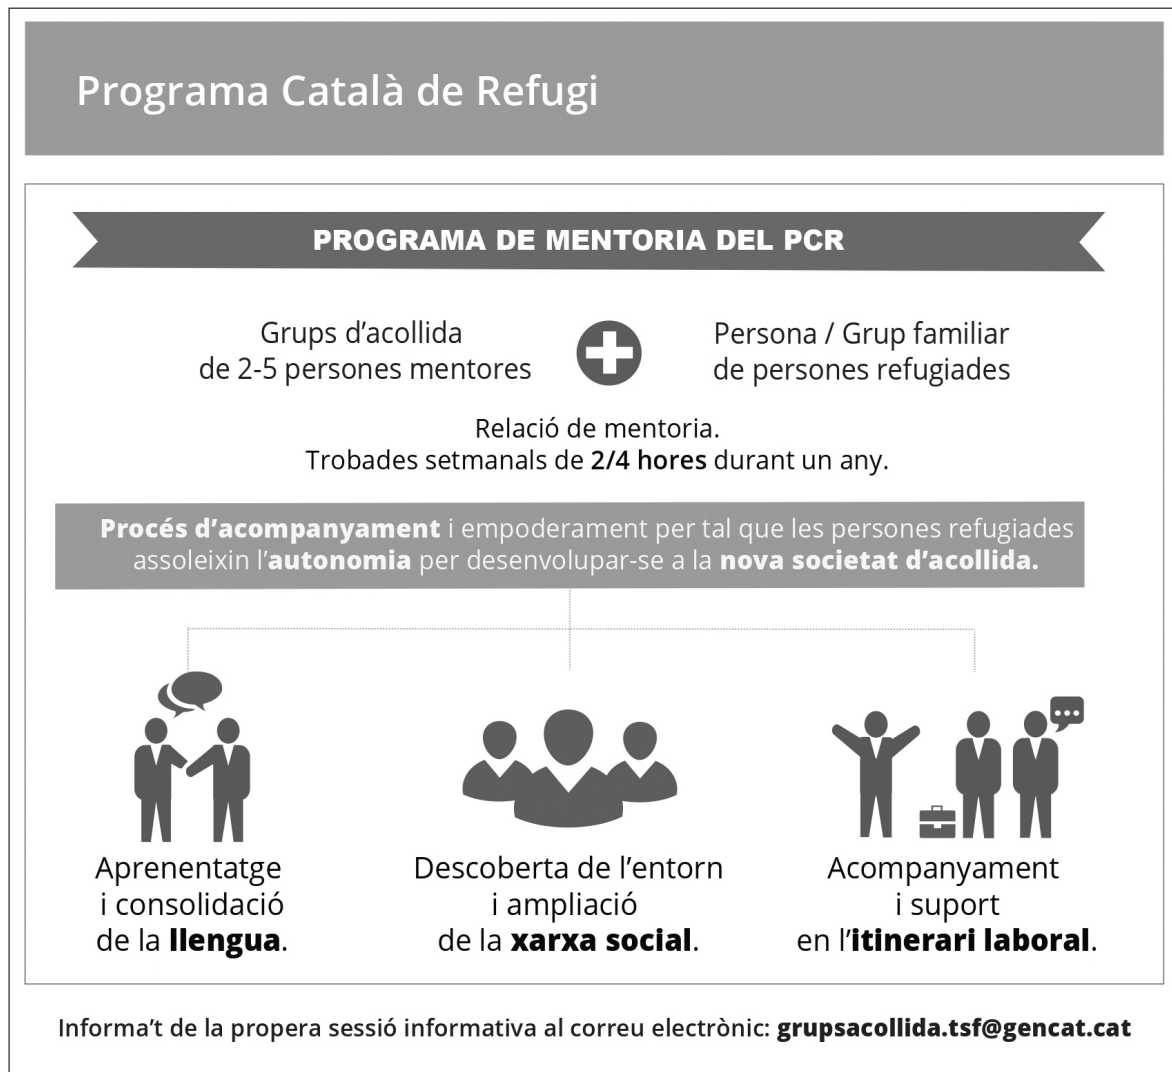 Programa Català de Refugi
PROGRAMA DE MENTORIA DEL PCR
Grups d’acollida
de 2-5 persones mentores
Persona / Grup familiar
de persones refugiades
Relació de mentoria.
Trobades setmanals de 2/4 hores durant un any.
Procés d’acompanyament i empoderament per tal que les persones refugiades
assoleixin l’autonomia per desenvolupar-se a la nova societat d’acollida.
Aprenentatge
i consolidació
de la llengua.
Descoberta de l’entorn
i ampliació
de la xarxa social.
Acompanyament
i suport
en l’itinerari laboral.
Informa’t de la propera sessió informativa al correu electrònic: grupsacollida.tsf@gencat.cat